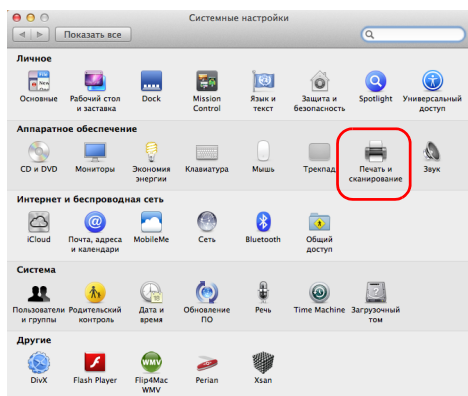 Системные настройки
Показать все
Личное
Основные
Рабочий стол и заставка
Dock
Mission Control
Язык и текст
Защита и безопасность
Spotlight
Универсальный доступ
Аппаратное обеспечение
CD и DVD
Мониторы
Экономия энергии
Клавиатура
Мышь
Трекпад
Печать и сканирование
Звук
Интернет и беспроводная сеть
iCloud
Почта, адреса и календари
MobileMe
Сеть
Bluetooth
Общий доступ
Система
Пользователи и группы
Родительский контроль
Дата и время
Обновление ПО
Речь
Time Machine
Загрузочный том
Другие
DivX
Flash Player
Flip4Mac WMV
Perian
Xsan